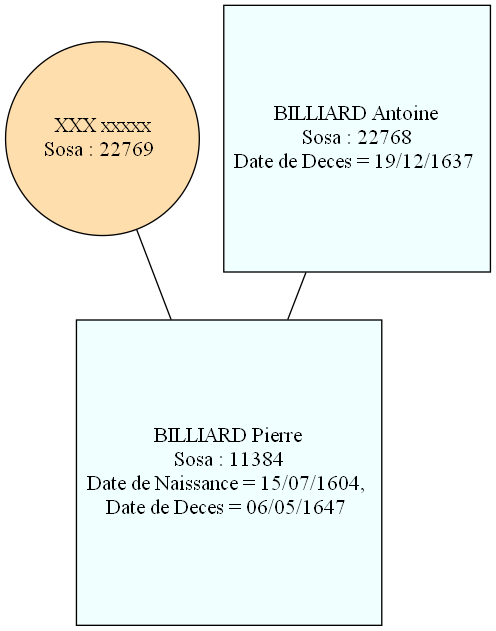 XXX xxxxx
Sosa : 22769
BILLIARD Antoine
Sosa : 22768
Date de Deces = 19/12/1637
BILLIARD Pierre
Sosa : 11384
Date de Naissance = 15/07/1604,
Date de Deces = 06/05/1647